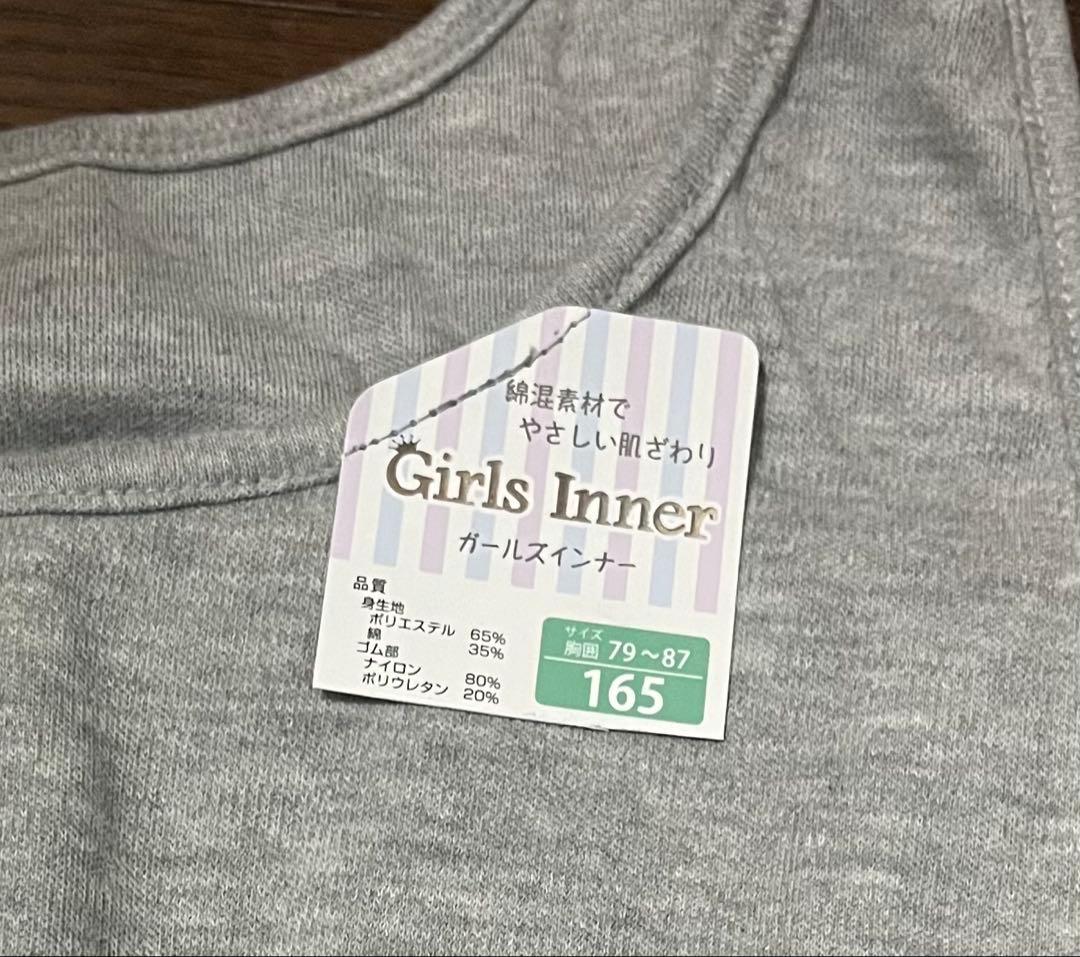 綿混素材で
やさしい肌ざわり
Girls Inner
ガールズインナー
品質
身生地
ポリエステル 65%
綿 35%
ゴム部
ナイロン 80%
ポリウレタン 20%
サイズ
胸囲 79～87
165